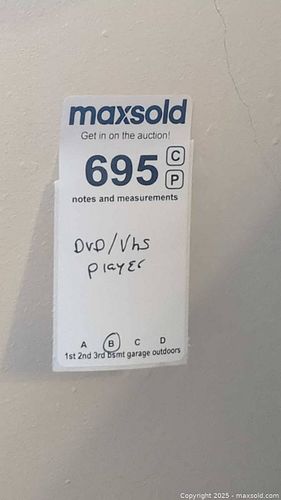 maxsold
Get in on the auction!
695 C
P
notes and measurements
DVD/Vhs
player
A B C D
1st 2nd 3rd bsmt garage outdoors
Copyright © 2025 - maxsold.com